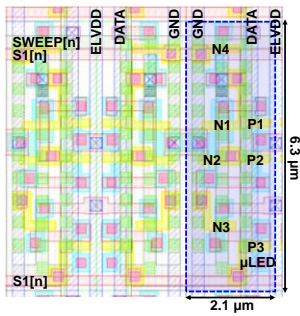 ELVDD
DATA
GND
GND
DATA
ELVDD
SWEEP[n]
S1[n]
N4
N1
P1
N2
P2
N3
P3
µLED
S1[n]
6.3 µm
2.1 µm